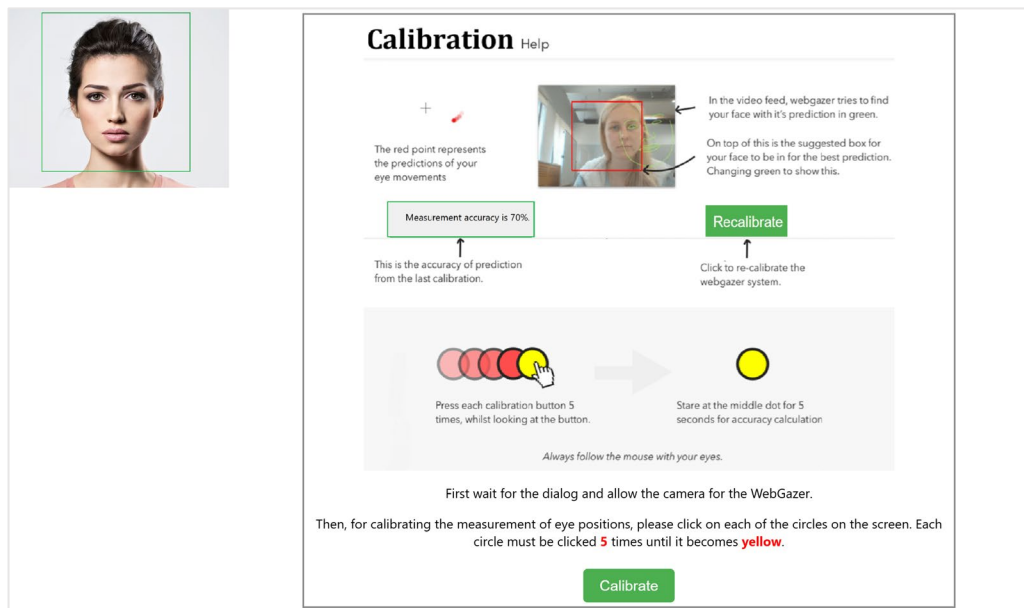 Calibration Help
In the video feed, webgazer tries to find
your face with it's prediction in green.
On top of this is the suggested box for
your face to be in for the best prediction.
Changing green to show this.
The red point represents
the predictions of your
eye movements
Measurement accuracy is 70%.
Recalibrate
This is the accuracy of prediction
from the last calibration.
Click to re-calibrate the
webgazer system.
Press each calibration button 5
times, whilst looking at the button.
Stare at the middle dot for 5
seconds for accuracy calculation
Always follow the mouse with your eyes.
First wait for the dialog and allow the camera for the WebGazer.
Then, for calibrating the measurement of eye positions, please click on each of the circles on the screen. Each
circle must be clicked 5 times until it becomes yellow.
Calibrate